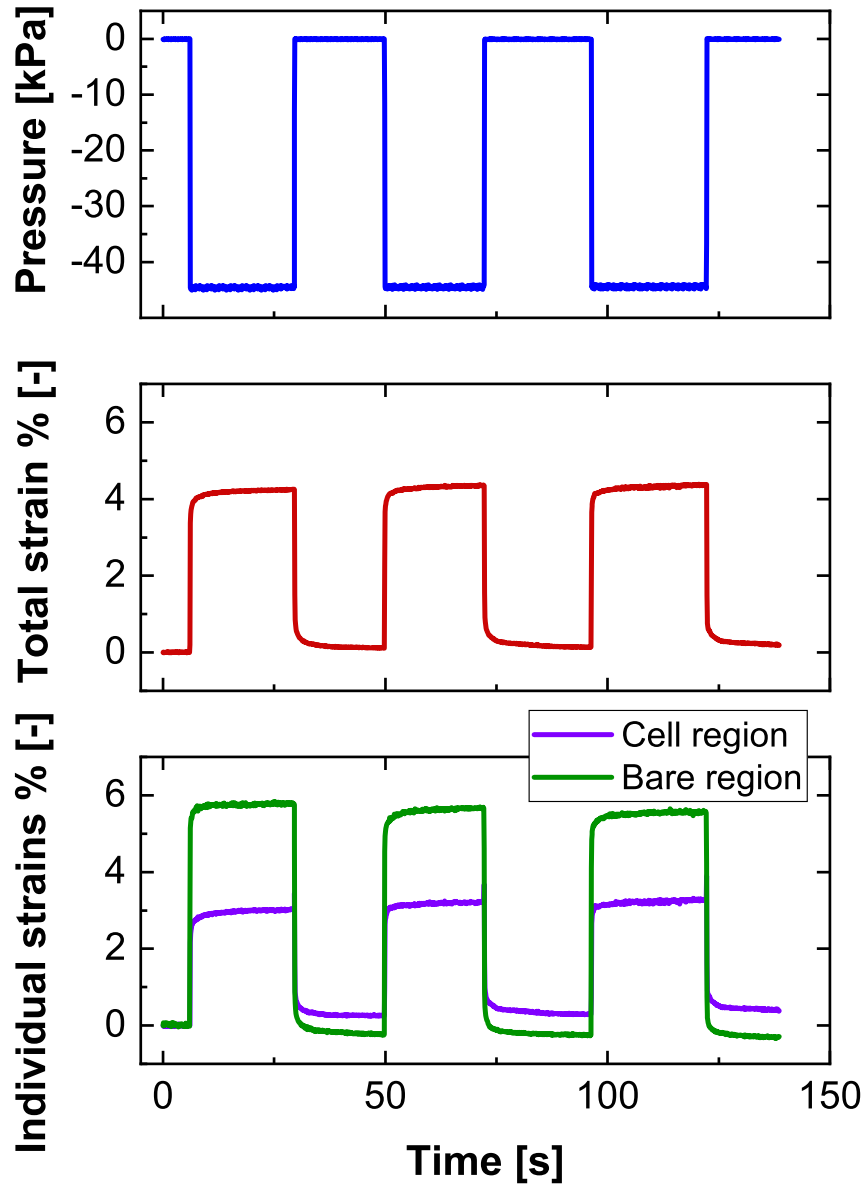 Pressure [kPa]
0
-10
-20
-30
-40
Total strain % [-]
6
4
2
0
Individual strains % [-]
Cell region
Bare region
6
4
2
0
0
50
100
150
Time [s]